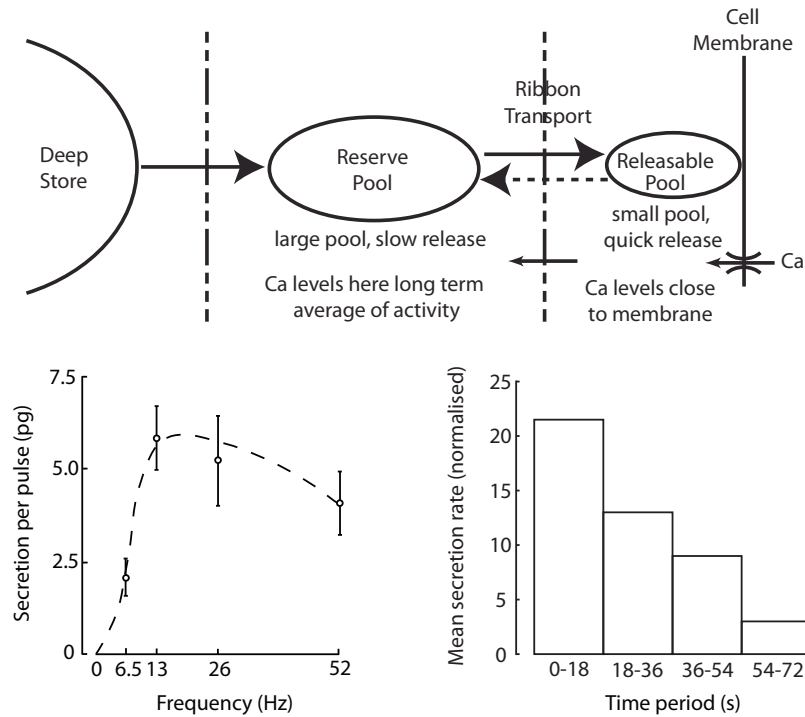 Cell
Membrane
Ribbon
Transport
Deep
Store
Reserve
Pool
Releasable
Pool
large pool, slow release
small pool,
quick release
Ca
Ca levels here long term
average of activity
Ca levels close
to membrane
Secretion per pulse (pg)
7.5
5.0
2.5
0
0 6.5 13 26 52
Frequency (Hz)
Mean secretion rate (normalised)
25
20
15
10
5
0
0-18 18-36 36-54 54-72
Time period (s)